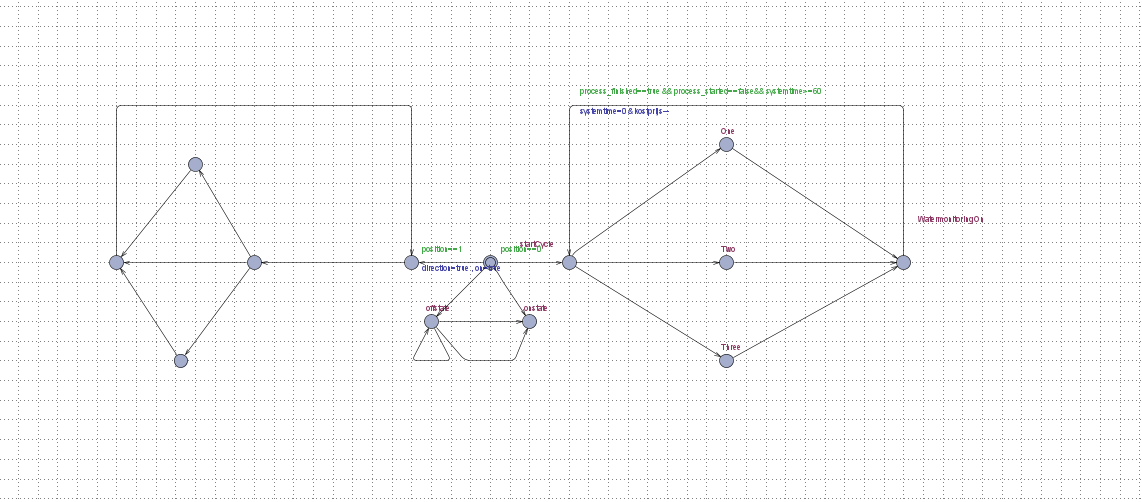 process_finished==true && process_started==false&& systemtime>=60
systemtime=0 & kostprijs--
One
WatermonitoringOn
startCycle
position==1
position==0
Two
direction=true, on=true
offstate
onstate
Three